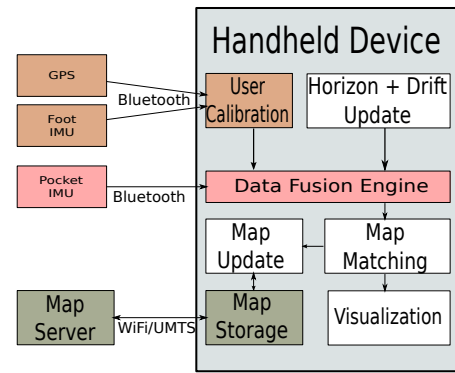 Handheld Device
GPS
Bluetooth
Foot
IMU
User
Calibration
Horizon + Drift
Update
Pocket
IMU
Bluetooth
Data Fusion Engine
Map
Update
Map
Matching
Map
Server
WiFi/UMTS
Map
Storage
Visualization